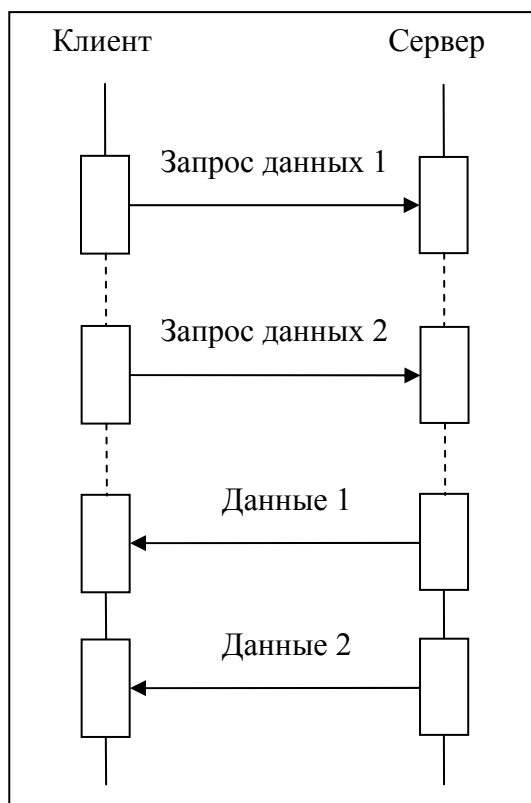 Клиент Сервер
Запрос данных 1
Запрос данных 2
Данные 1
Данные 2